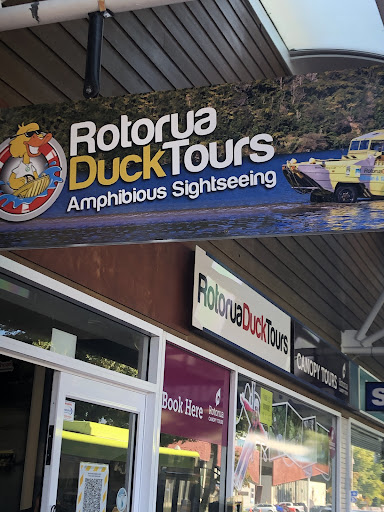 Rotorua
DuckTours
Amphibious Sightseeing
RotoruaDuckTours
CANOPY TOURS
Book Here
Rotorua
CANOPY TOURS
S